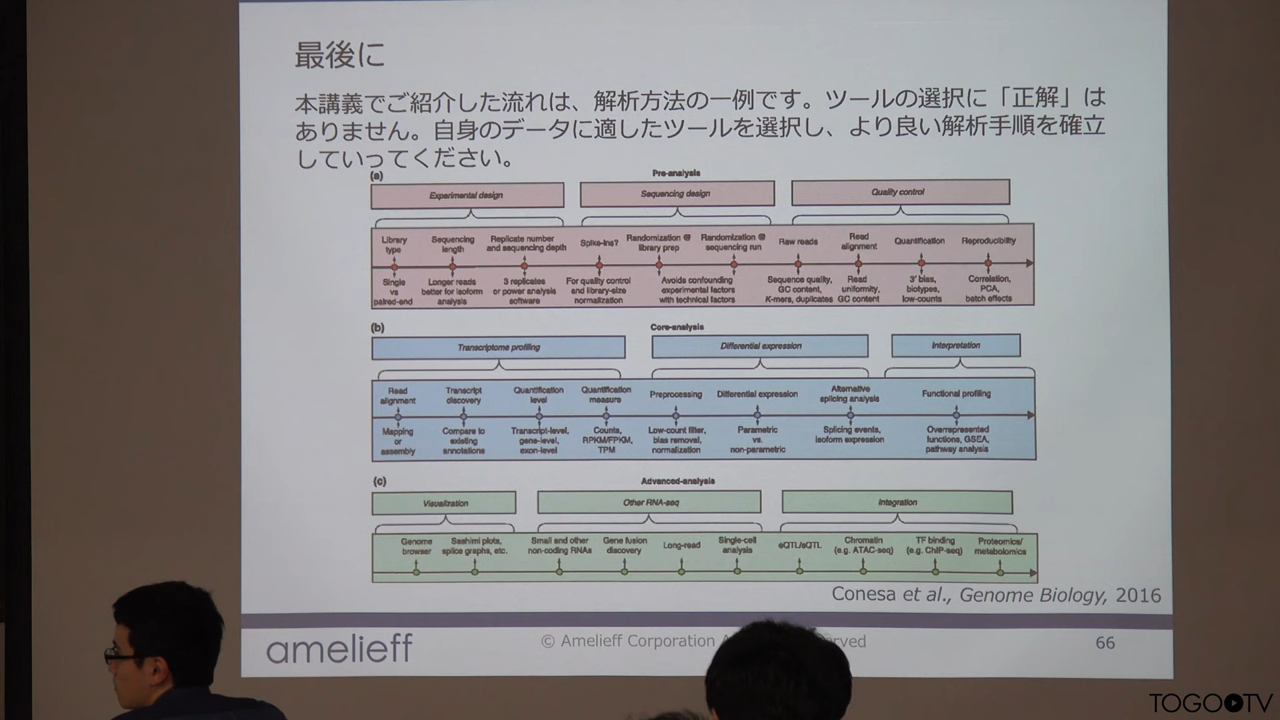 最後に
本講義でご紹介した流れは、解析方法の一例です。ツールの選択に「正解」は
ありません。自身のデータに適したツールを選択し、より良い解析手順を確立
していってください。
(a)
Pre-analysis
Experimental design
Sequencing design
Quality control
Library type
Sequencing length
Replicate number and sequencing depth
Spike-ins?
Randomization @ library prep
Randomization @ sequencing run
Raw reads
Read alignment
Quantification
Reproducibility
Single vs paired-end
Longer reads better for isoform analysis
3 replicates or power analysis software
For quality control and library-size normalization
Avoids confounding experimental factors with technical factors
Sequence quality, GC content, K-mers, duplicates
Read uniformity, GC content
3' bias, biotypes, low-counts
Correlation, PCA, batch effects
(b)
Core-analysis
Transcriptome profiling
Differential expression
Interpretation
Read alignment
Transcript discovery
Quantification level
Quantification measure
Preprocessing
Differential expression
Alternative splicing analysis
Functional profiling
Mapping or assembly
Compare to existing annotations
Transcript-level, gene-level, exon-level
Counts, RPKM/FPKM, TPM
Low-count filter, bias removal, normalization
Parametric vs. non-parametric
Splicing events, isoform expression
Overrepresented functions, GSEA, pathway analysis
(c)
Advanced-analysis
Visualization
Other RNA-seq
Integration
Genome browser
Sashimi plots, splice graphs, etc.
Small and other non-coding RNAs
Gene fusion discovery
Long-read
Single-cell analysis
eQTL/sQTL
Chromatin (e.g. ATAC-seq)
TF binding (e.g. ChIP-seq)
Proteomics/ metabolomics
Conesa et al., Genome Biology, 2016
amelieff
© Amelieff Corporation
66
TOGOTV